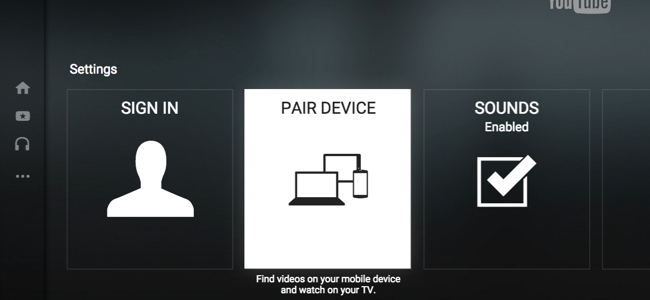 YouTube
Settings
SIGN IN
PAIR DEVICE
SOUNDS
Enabled
Find videos on your mobile device
and watch on your TV.